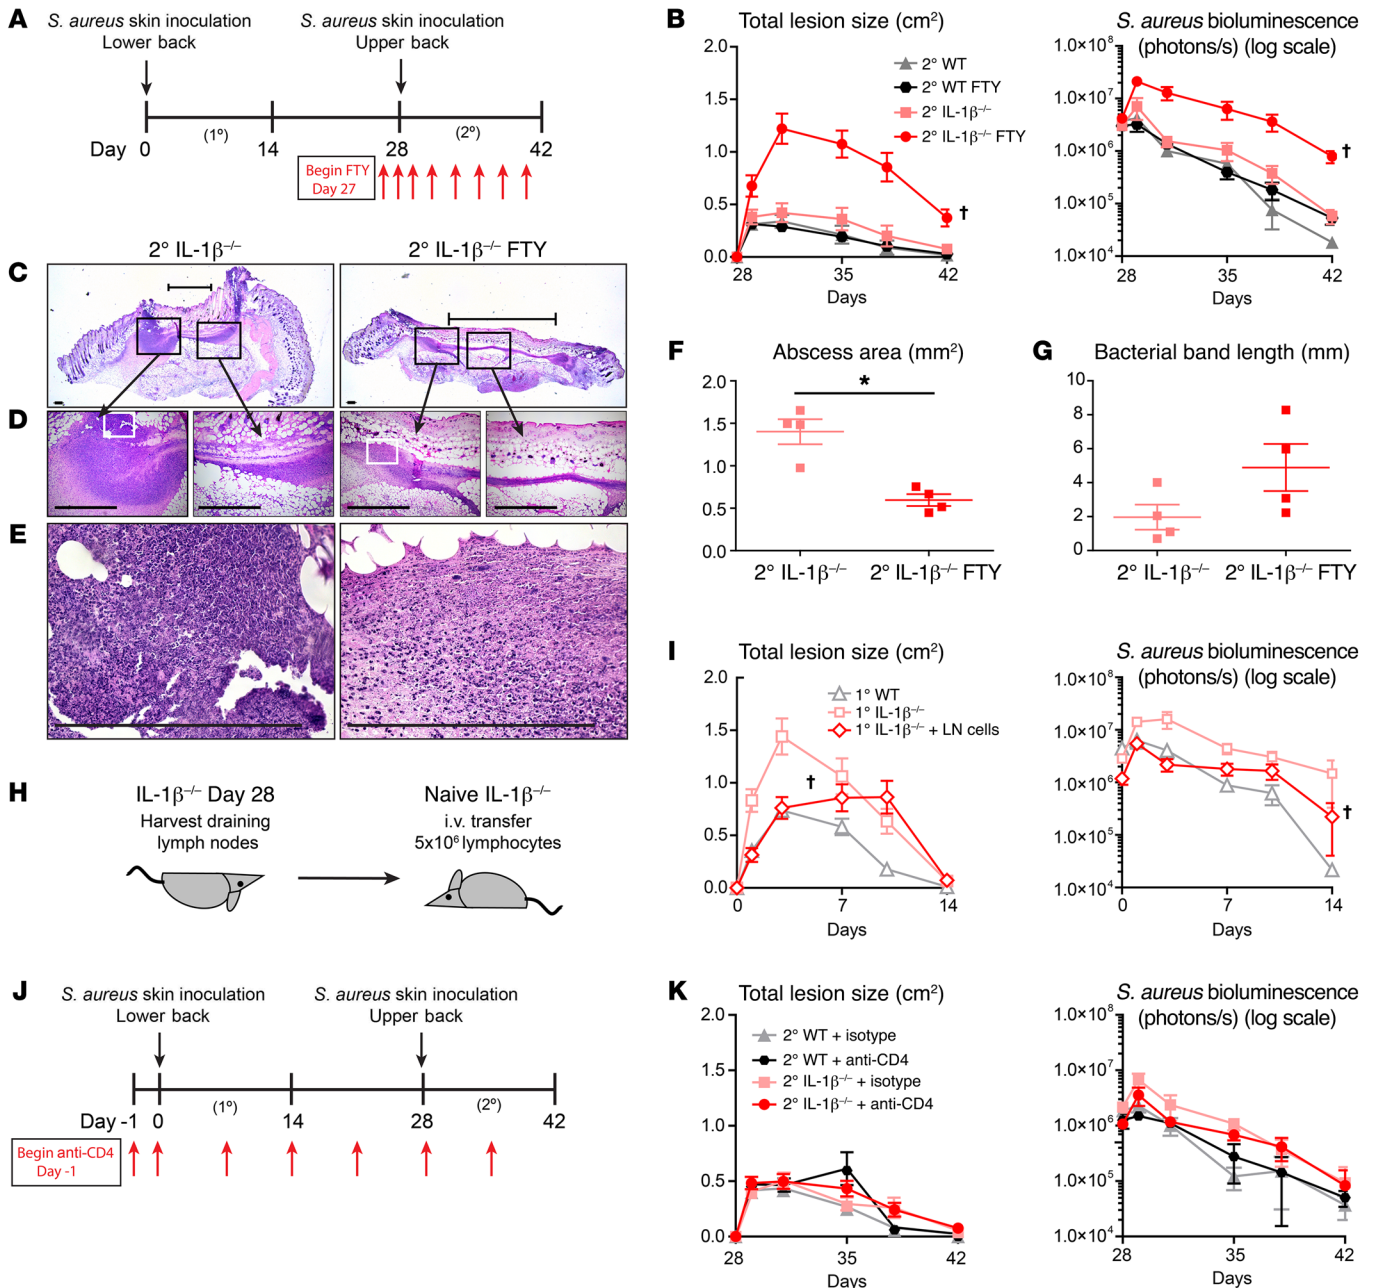 A
S. aureus skin inoculation
Lower back
S. aureus skin inoculation
Upper back
(1º)
(2º)
Day 0 14 28 42
Begin FTY
Day 27
B
Total lesion size (cm²)
2.0
1.5
1.0
0.5
0.0
28 35 42
Days
2° WT
2° WT FTY
2° IL-1β⁻/⁻
2° IL-1β⁻/⁻ FTY
†
S. aureus bioluminescence
(photons/s) (log scale)
1.0×10⁸
1.0×10⁷
1.0×10⁶
1.0×10⁵
1.0×10⁴
28 35 42
Days
†
C
2° IL-1β⁻/⁻
2° IL-1β⁻/⁻ FTY
D
E
F
Abscess area (mm²)
2.0
1.5
1.0
0.5
0.0
*
2° IL-1β⁻/⁻ 2° IL-1β⁻/⁻ FTY
G
Bacterial band length (mm)
10
8
6
4
2
0
2° IL-1β⁻/⁻ 2° IL-1β⁻/⁻ FTY
H
IL-1β⁻/⁻ Day 28
Harvest draining
lymph nodes
Naive IL-1β⁻/⁻
i.v. transfer
5x10⁶ lymphocytes
I
Total lesion size (cm²)
2.0
1.5
1.0
0.5
0.0
0 7 14
Days
1° WT
1° IL-1β⁻/⁻
1° IL-1β⁻/⁻ + LN cells
†
S. aureus bioluminescence
(photons/s) (log scale)
1.0×10⁸
1.0×10⁷
1.0×10⁶
1.0×10⁵
1.0×10⁴
0 7 14
Days
†
J
S. aureus skin inoculation
Lower back
S. aureus skin inoculation
Upper back
(1º)
(2º)
Day -1 0 14 28 42
Begin anti-CD4
Day -1
K
Total lesion size (cm²)
2.0
1.5
1.0
0.5
0.0
28 35 42
Days
2° WT + isotype
2° WT + anti-CD4
2° IL-1β⁻/⁻ + isotype
2° IL-1β⁻/⁻ + anti-CD4
S. aureus bioluminescence
(photons/s) (log scale)
1.0×10⁸
1.0×10⁷
1.0×10⁶
1.0×10⁵
1.0×10⁴
28 35 42
Days